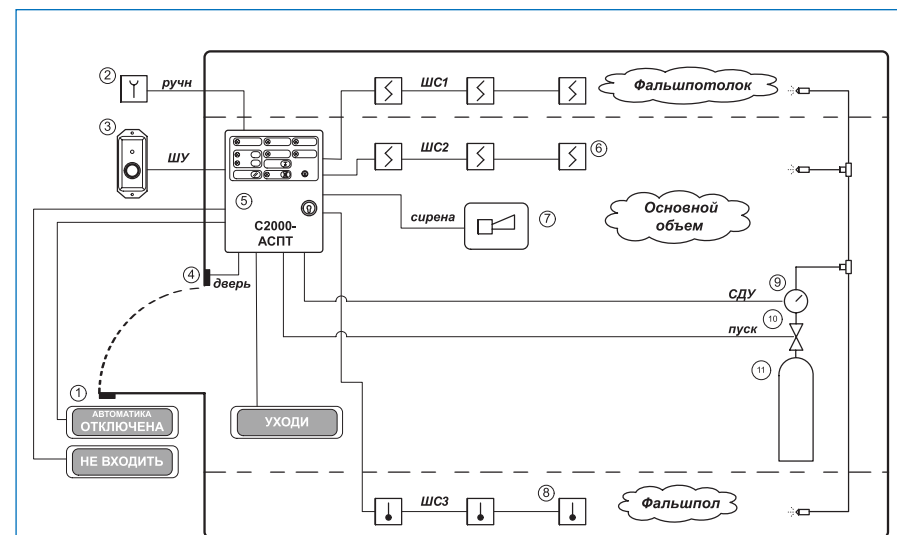 2
ручн
ШС1
Фальшпотолок
3
ШУ
ШС2
6
5
С2000-
АСПТ
сирена
7
Основной
объем
4
дверь
СДУ
9
пуск
10
11
1
АВТОМАТИКА
ОТКЛЮЧЕНА
УХОДИ
НЕ ВХОДИТЬ
ШС3
8
Фальшпол